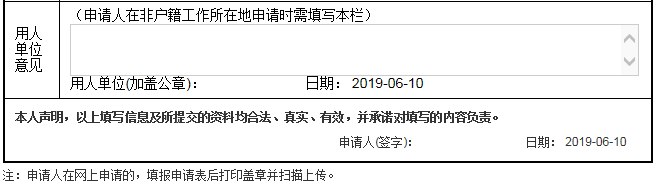 （申请人在非户籍工作所在地申请时需填写本栏）
用人
单位
意见
用人单位(加盖公章)： 日期： 2019-06-10
本人声明，以上填写信息及所提交的资料均合法、真实、有效，并承诺对填写的内容负责。
申请人(签字)： 日期： 2019-06-10
注：申请人在网上申请的，填报申请表后打印盖章并扫描上传。